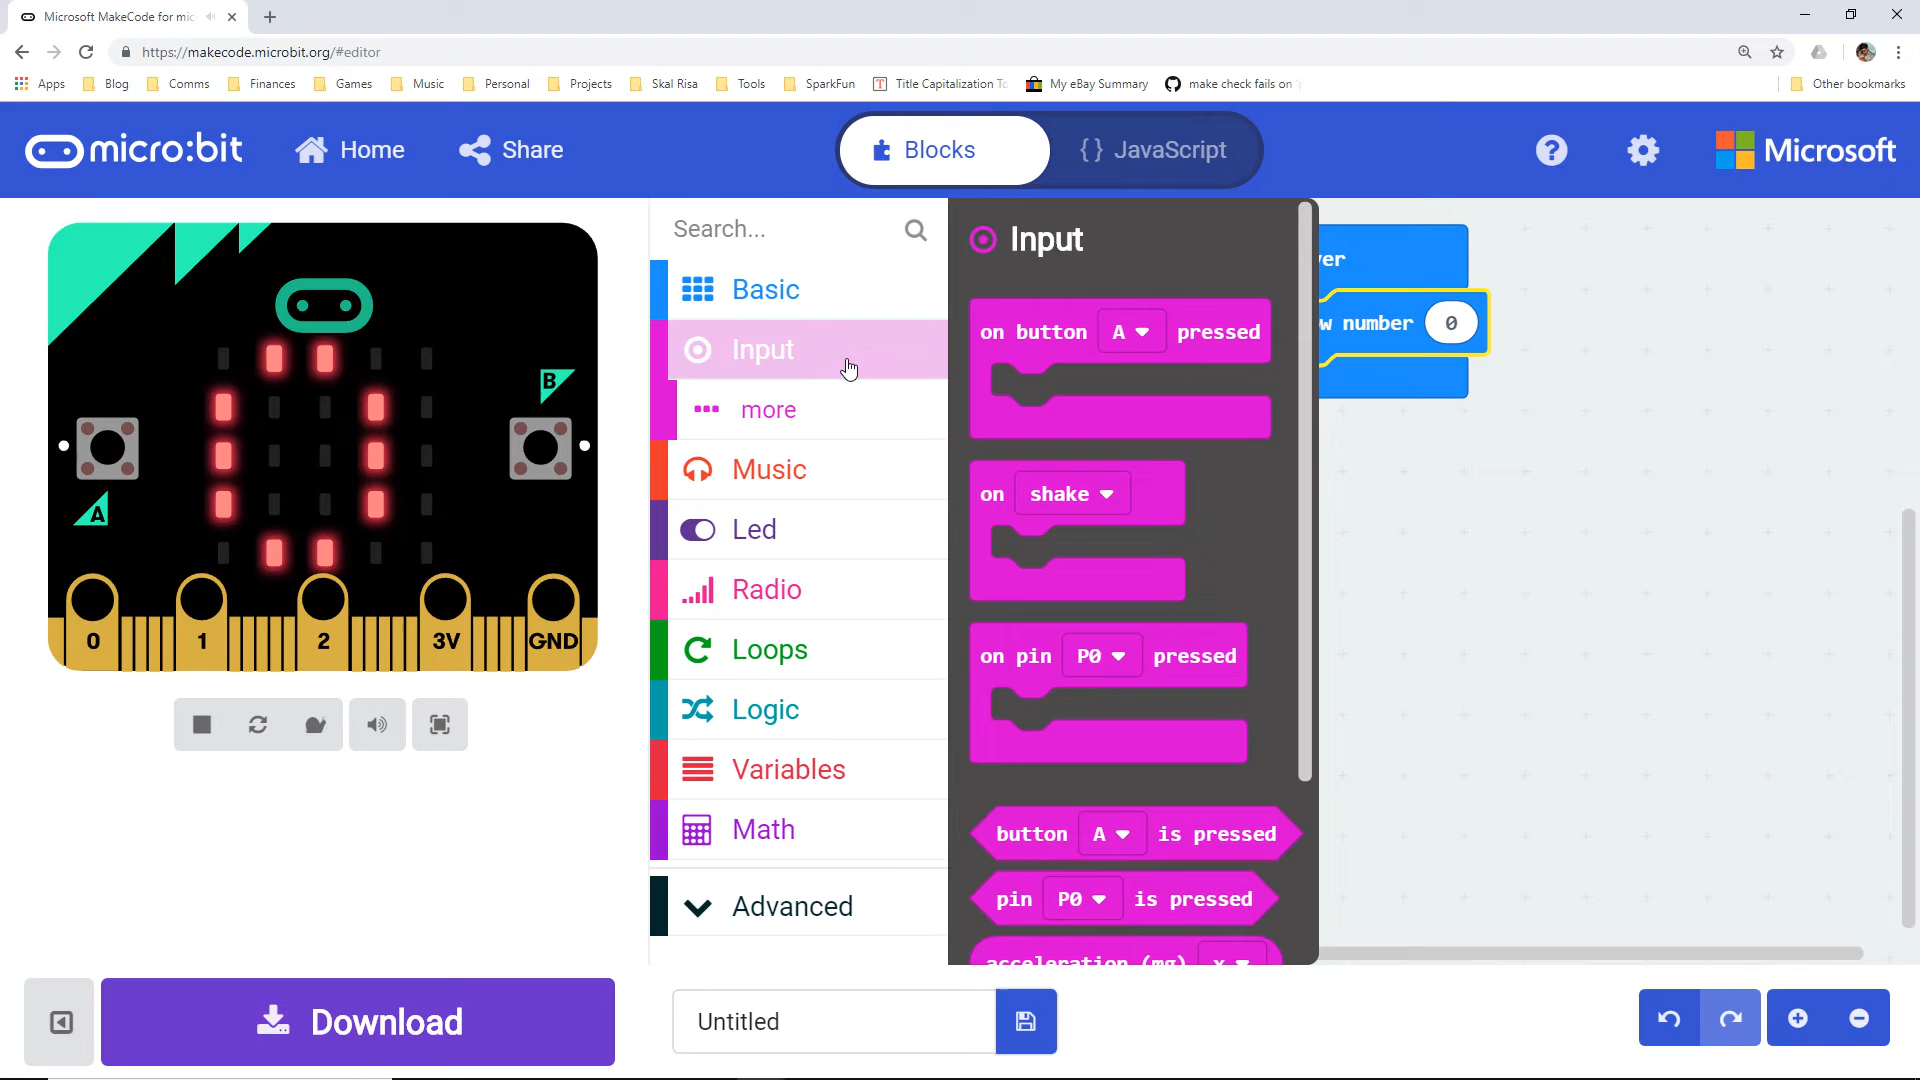 Microsoft MakeCode for mic
https://makecode.microbit.org/#editor
Apps Blog Comms Finances Games Music Personal Projects Skal Risa Tools SparkFun Title Capitalization To My eBay Summary make check fails on Other bookmarks
micro:bit Home Share Blocks {} JavaScript Microsoft
Search...
Basic
Input
more
Music
Led
Radio
Loops
Logic
Variables
Math
Advanced
Input
on button A pressed
on shake
on pin P0 pressed
button A is pressed
pin P0 is pressed
acceleration (mg) x
ver
w number 0
B
A
0 1 2 3V GND
Download
Untitled